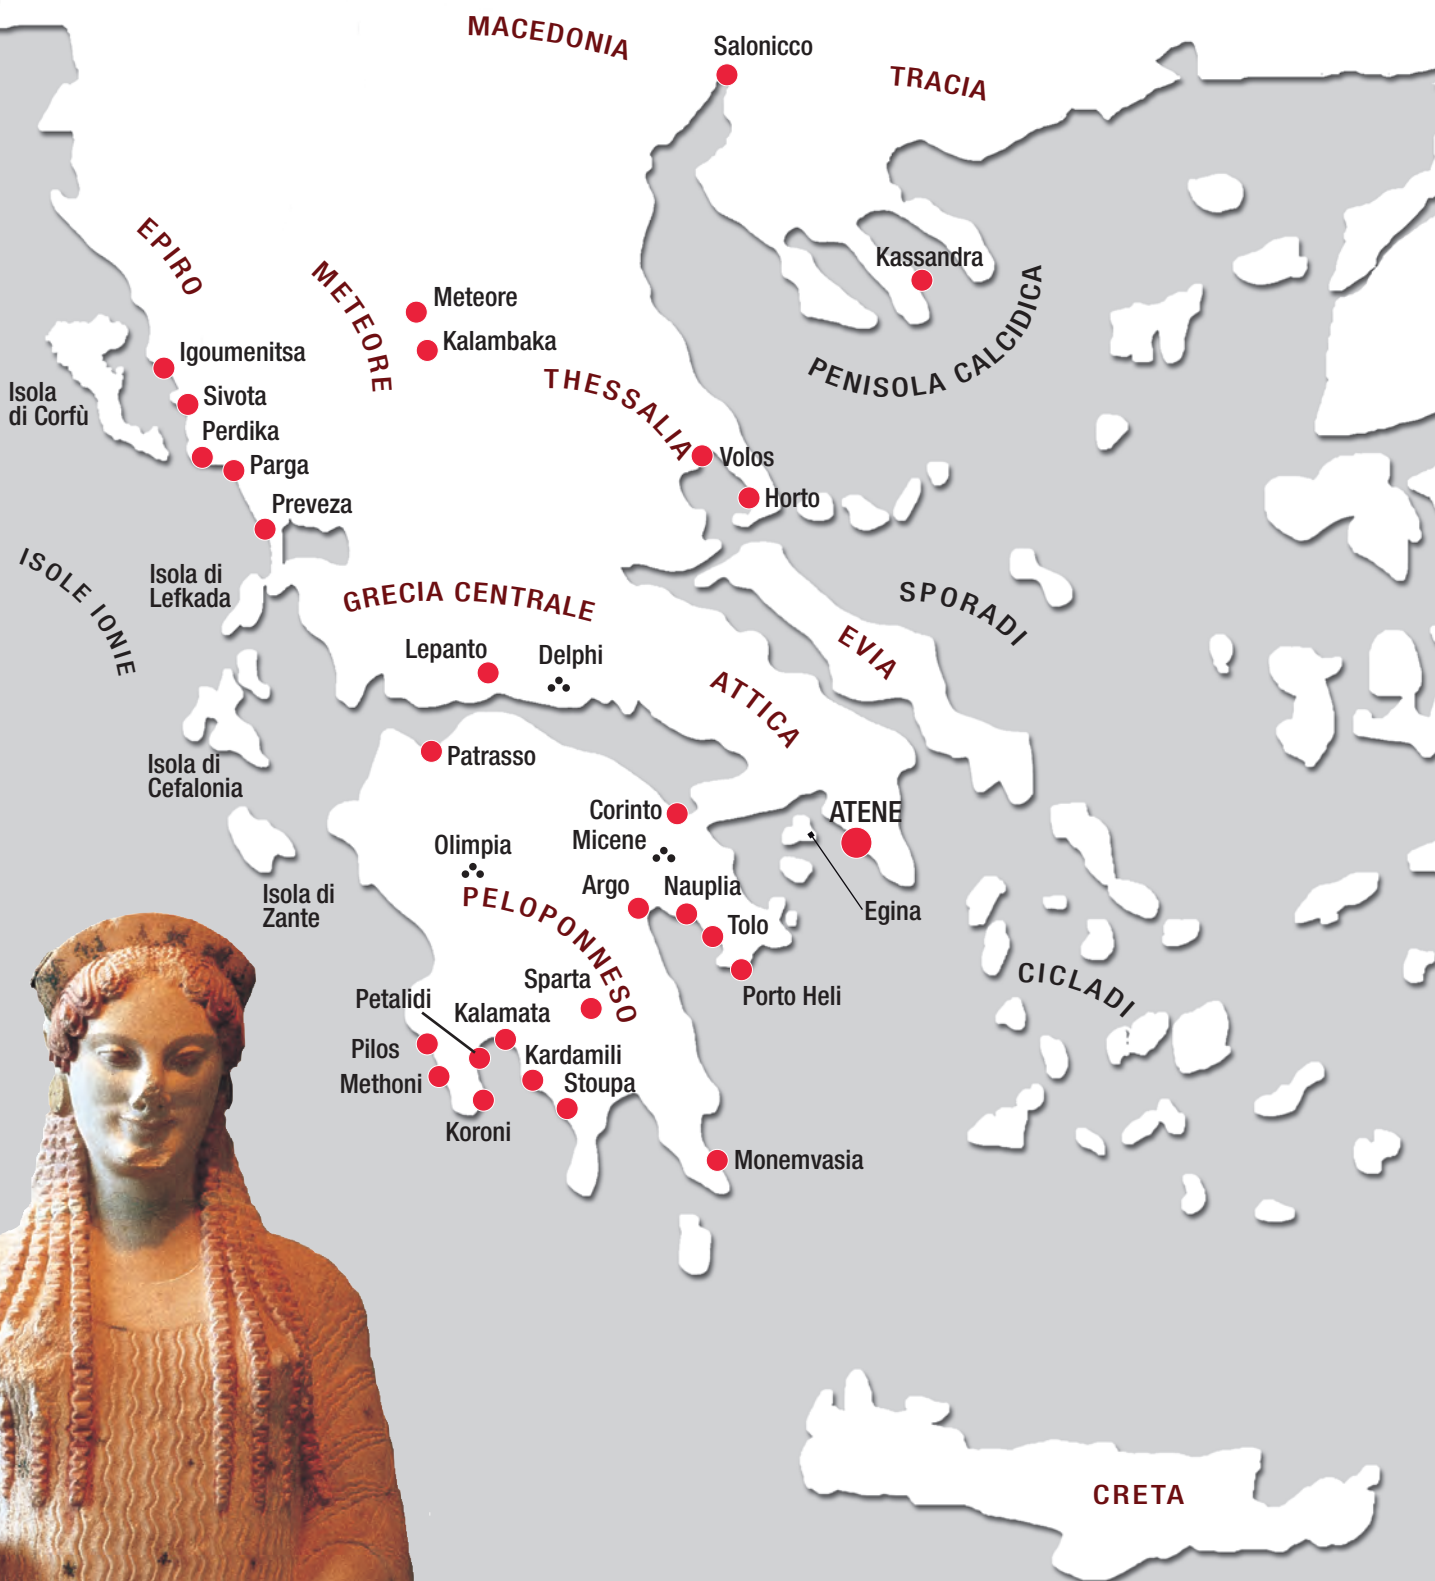 MACEDONIA
Salonicco
TRACIA
EPIRO
METEORE
Meteore
Kassandra
PENISOLA CALCIDICA
Kalambaka
Igoumenitsa
THESSALIA
Isola
di Corfù
Sivota
Perdika
Parga
Volos
Horto
Preveza
ISOLE IONIE
Isola di
Lefkada
GRECIA CENTRALE
SPORADI
EVIA
Lepanto
Delphi
ATTICA
Patrasso
Isola di
Cefalonia
Corinto
ATENE
Micene
Olimpia
Argo
Nauplia
Egina
PELOPONNESO
Isola di
Zante
Tolo
Sparta
CICLADI
Porto Heli
Petalidi
Kalamata
Pilos
Kardamili
Methoni
Stoupa
Koroni
Monemvasia
CRETA